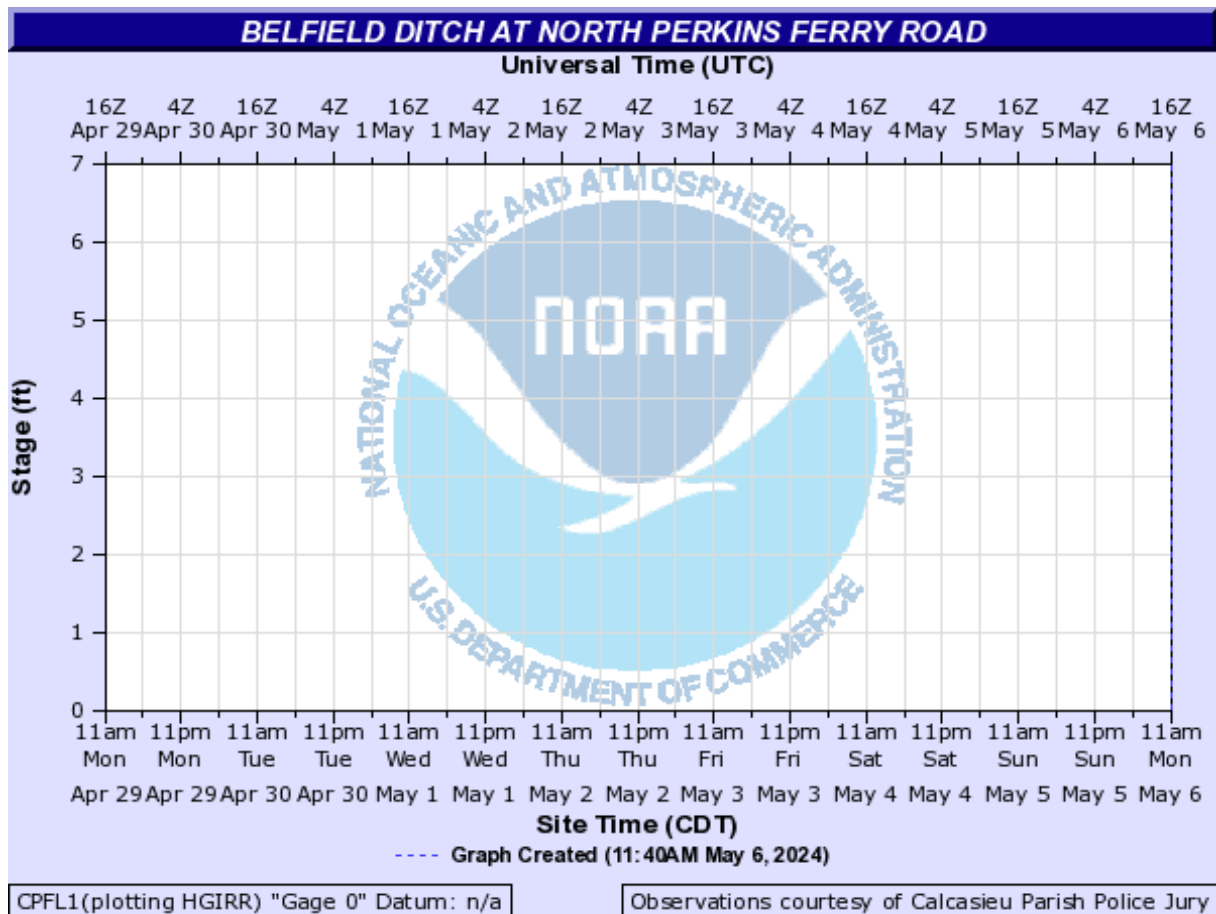 BELFIELD DITCH AT NORTH PERKINS FERRY ROAD
Universal Time (UTC)
16Z 4Z 16Z 4Z 16Z 4Z 16Z 4Z 16Z 4Z 16Z 4Z 16Z 4Z 16Z
Apr 29 Apr 30 Apr 30 May 1 May 1 May 2 May 2 May 3 May 3 May 4 May 4 May 5 May 5 May 6 May 6
7
6
5
4
3
2
1
0
Stage (ft)
NATIONAL OCEANIC AND ATMOSPHERIC ADMINISTRATION
NOAA
U.S. DEPARTMENT OF COMMERCE
11am 11pm 11am 11pm 11am 11pm 11am 11pm 11am 11pm 11am 11pm 11am 11pm 11am
Mon Mon Tue Tue Wed Wed Thu Thu Fri Fri Sat Sat Sun Sun Mon
Apr 29 Apr 29 Apr 30 Apr 30 May 1 May 1 May 2 May 2 May 3 May 3 May 4 May 4 May 5 May 5 May 6
Site Time (CDT)
---- Graph Created (11:40AM May 6, 2024)
CPFL1(plotting HGIRR) "Gage 0" Datum: n/a
Observations courtesy of Calcasieu Parish Police Jury